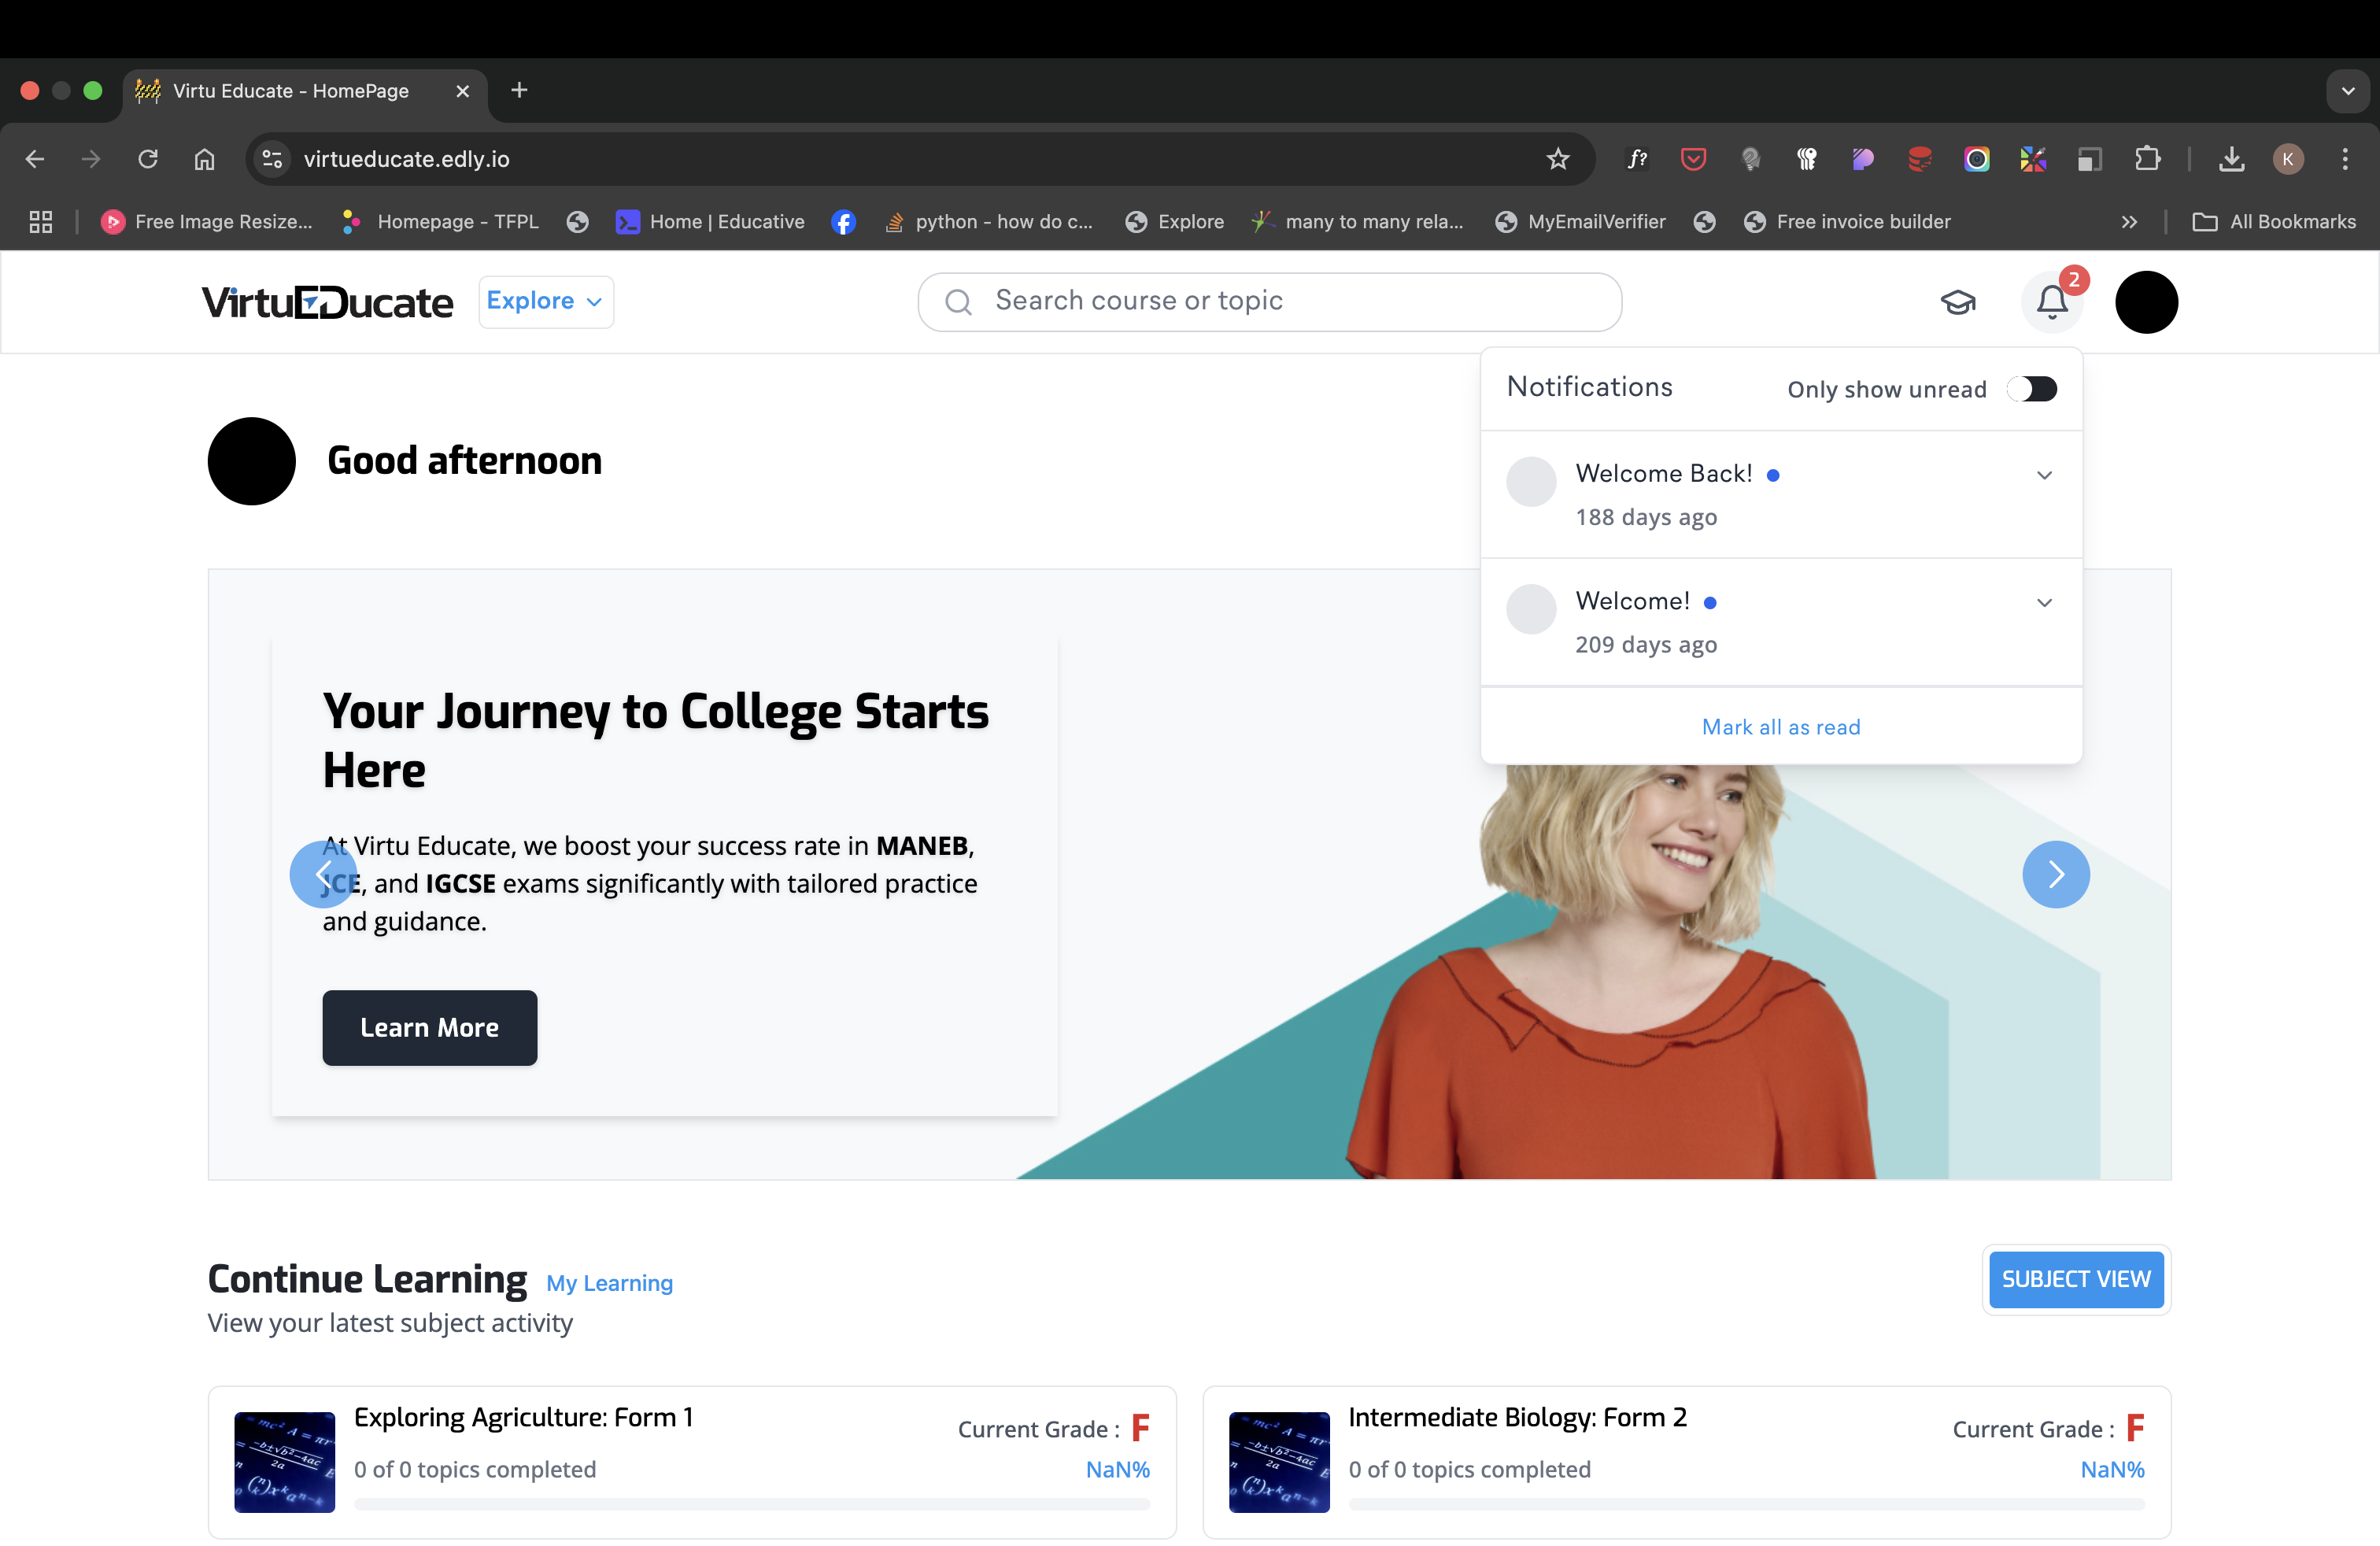 Virtu Educate - HomePage
virtueducate.edly.io
f?
K
Free Image Resize...
Homepage - TFPL
Home | Educative
python - how do c...
Explore
many to many rela...
MyEmailVerifier
Free invoice builder
All Bookmarks
VirtuEDucate
Explore
Search course or topic
2
Notifications
Only show unread
Good afternoon
Welcome Back!
188 days ago
Welcome!
209 days ago
Mark all as read
Your Journey to College Starts
Here
At Virtu Educate, we boost your success rate in MANEB,
JCE, and IGCSE exams significantly with tailored practice
and guidance.
Learn More
Continue Learning My Learning
SUBJECT VIEW
View your latest subject activity
Exploring Agriculture: Form 1
Current Grade : F
0 of 0 topics completed
NaN%
Intermediate Biology: Form 2
Current Grade : F
0 of 0 topics completed
NaN%